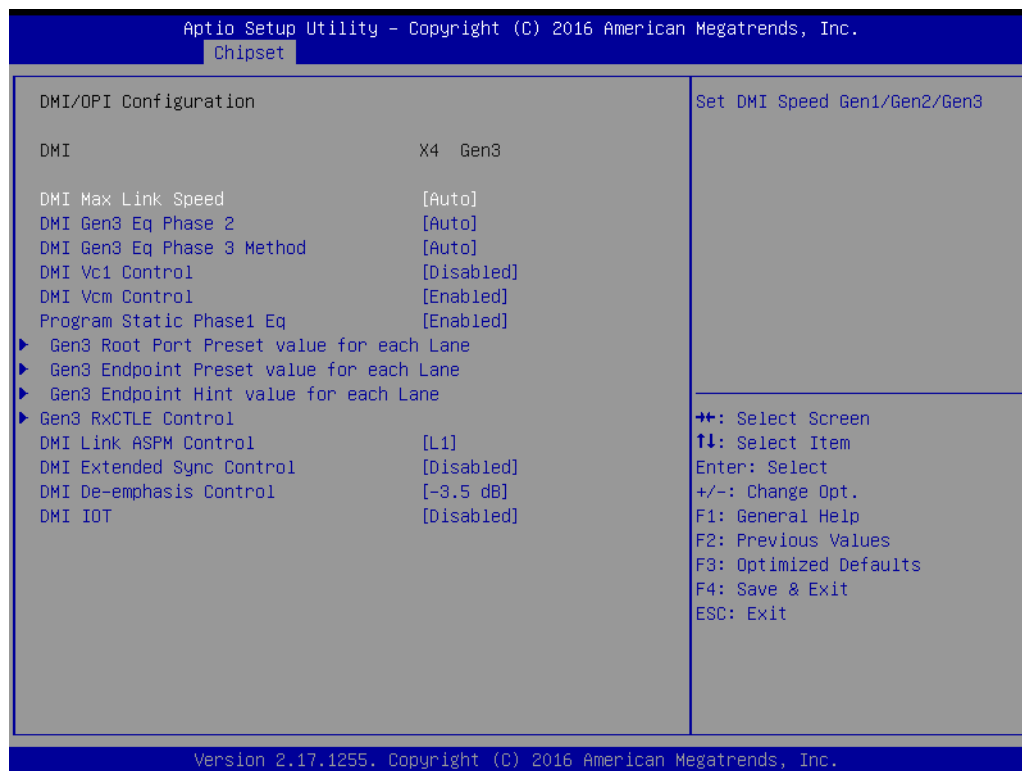 Aptio Setup Utility – Copyright (C) 2016 American Megatrends, Inc.
Chipset
DMI/OPI Configuration
DMI X4 Gen3
DMI Max Link Speed [Auto]
DMI Gen3 Eq Phase 2 [Auto]
DMI Gen3 Eq Phase 3 Method [Auto]
DMI Vc1 Control [Disabled]
DMI Vcm Control [Enabled]
Program Static Phase1 Eq [Enabled]
Gen3 Root Port Preset value for each Lane
Gen3 Endpoint Preset value for each Lane
Gen3 Endpoint Hint value for each Lane
Gen3 RxCTLE Control
DMI Link ASPM Control [L1]
DMI Extended Sync Control [Disabled]
DMI De-emphasis Control [-3.5 dB]
DMI IOT [Disabled]
Set DMI Speed Gen1/Gen2/Gen3
→←: Select Screen
↑↓: Select Item
Enter: Select
+/-: Change Opt.
F1: General Help
F2: Previous Values
F3: Optimized Defaults
F4: Save & Exit
ESC: Exit
Version 2.17.1255. Copyright (C) 2016 American Megatrends, Inc.